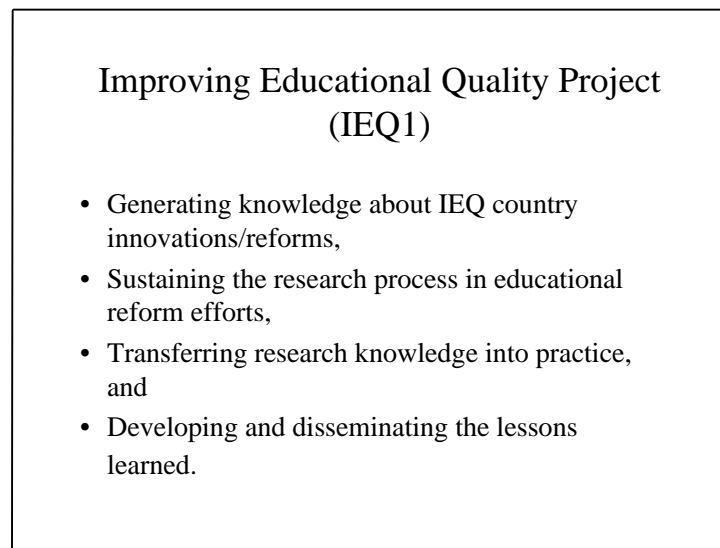 Improving Educational Quality Project
(IEQ1)
• Generating knowledge about IEQ country
innovations/reforms,
• Sustaining the research process in educational
reform efforts,
• Transferring research knowledge into practice,
and
• Developing and disseminating the lessons
learned.